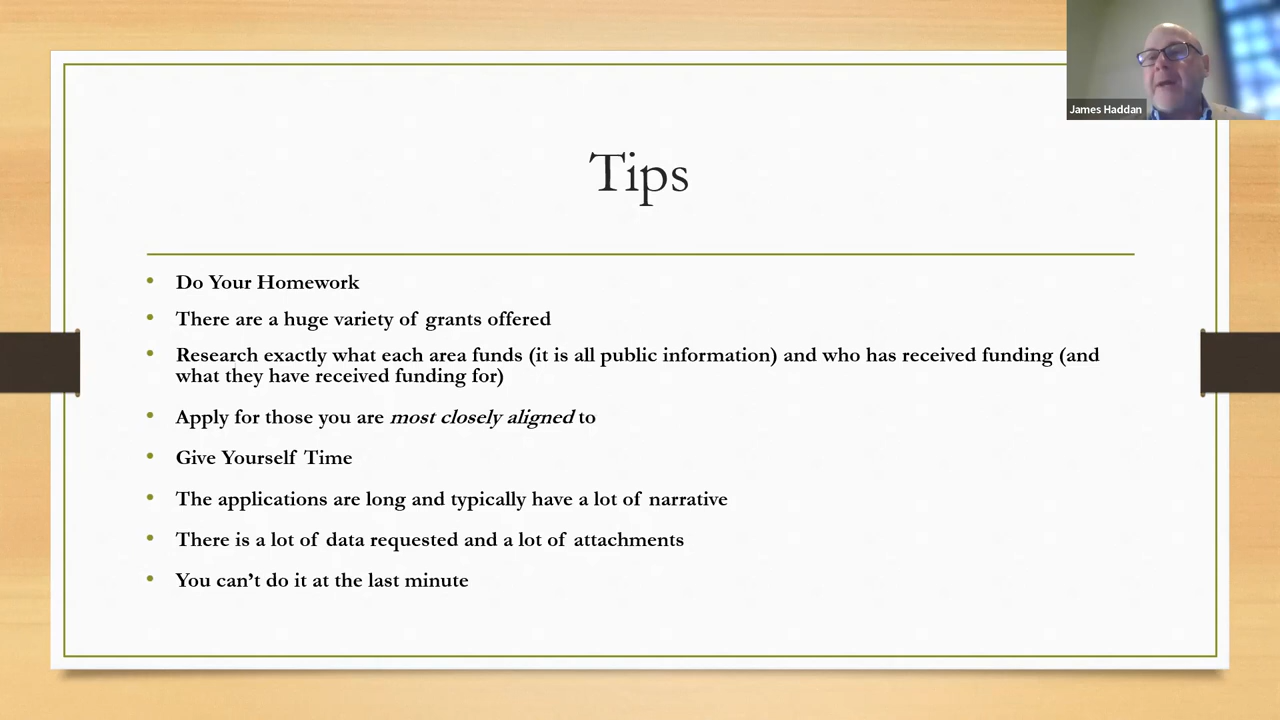 James Haddan
Tips
• Do Your Homework
• There are a huge variety of grants offered
• Research exactly what each area funds (it is all public information) and who has received funding (and
what they have received funding for)
• Apply for those you are most closely aligned to
• Give Yourself Time
• The applications are long and typically have a lot of narrative
• There is a lot of data requested and a lot of attachments
• You can’t do it at the last minute